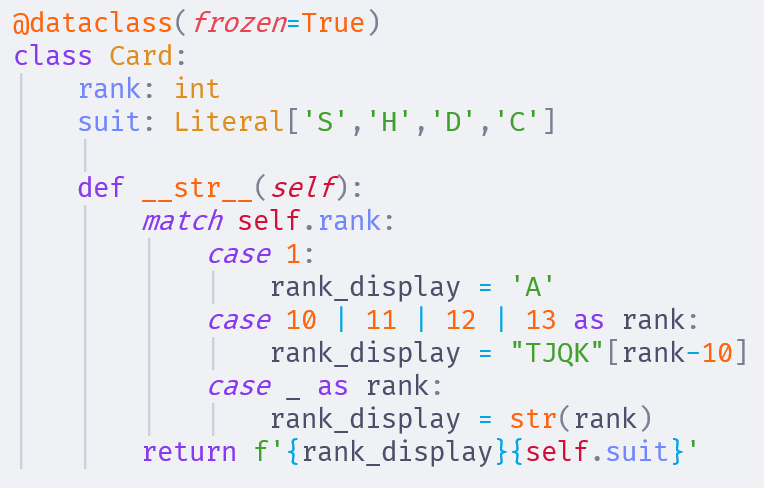 @dataclass(frozen=True)
class Card:
    rank: int
    suit: Literal['S','H','D','C']

    def __str__(self):
        match self.rank:
            case 1:
                rank_display = 'A'
            case 10 | 11 | 12 | 13 as rank:
                rank_display = "TJQK"[rank-10]
            case _ as rank:
                rank_display = str(rank)
        return f'{rank_display}{self.suit}'